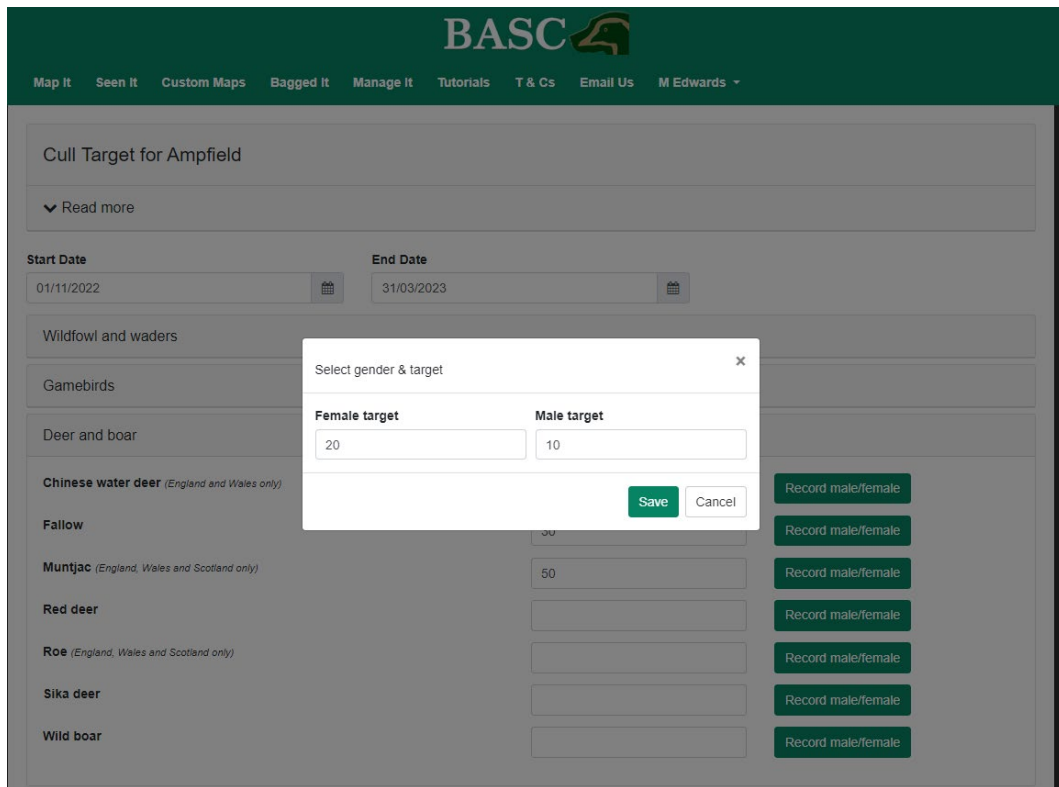 BASC
Map It Seen It Custom Maps Bagged It Manage It Tutorials T & Cs Email Us M Edwards
Cull Target for Ampfield
Read more
Start Date End Date
01/11/2022 31/03/2023
Wildfowl and waders
Gamebirds
Deer and boar
Select gender & target ×
Female target Male target
20 10
Save Cancel
Chinese water deer (England and Wales only) Record male/female
Fallow 30 Record male/female
Muntjac (England, Wales and Scotland only) 50 Record male/female
Red deer Record male/female
Roe (England, Wales and Scotland only) Record male/female
Sika deer Record male/female
Wild boar Record male/female